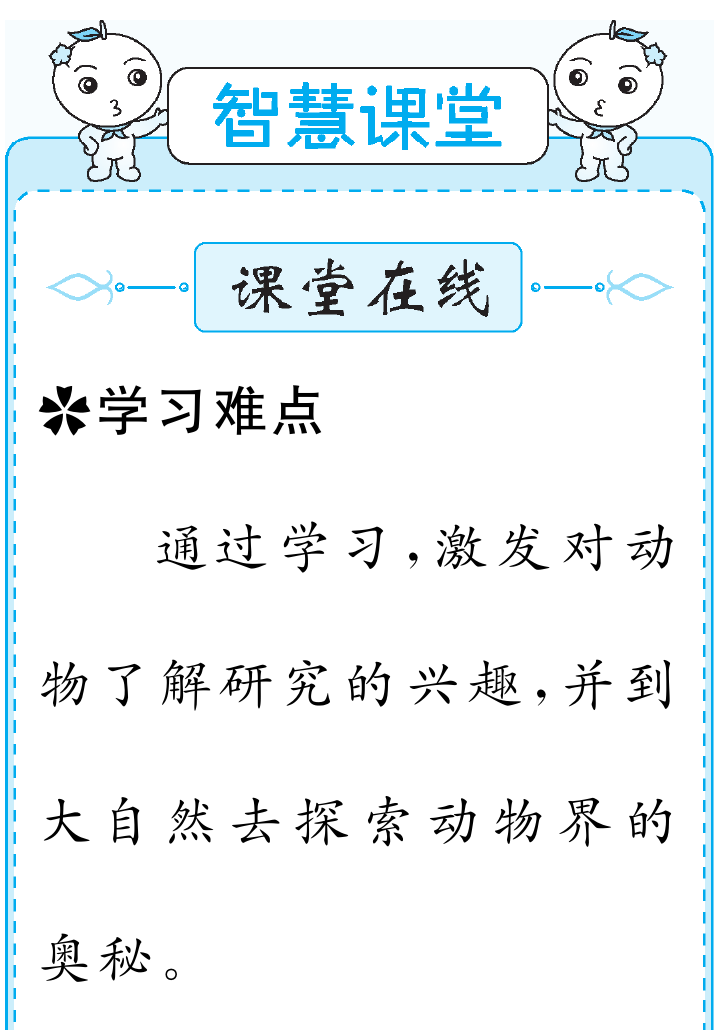 智慧课堂
课堂在线
学习难点
通过学习,激发对动
物了解研究的兴趣,并到
大自然去探索动物界的
奥秘。